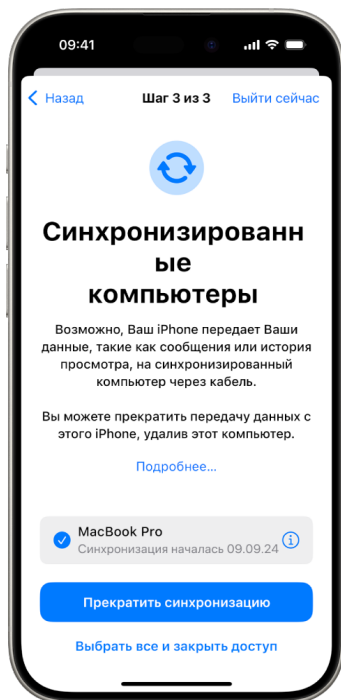 09:41
Назад Шаг 3 из 3 Выйти сейчас
Синхронизированн
ые
компьютеры
Возможно, Ваш iPhone передает Ваши
данные, такие как сообщения или история
просмотра, на синхронизированный
компьютер через кабель.
Вы можете прекратить передачу данных с
этого iPhone, удалив этот компьютер.
Подробнее...
MacBook Pro
Синхронизация началась 09.09.24
Прекратить синхронизацию
Выбрать все и закрыть доступ